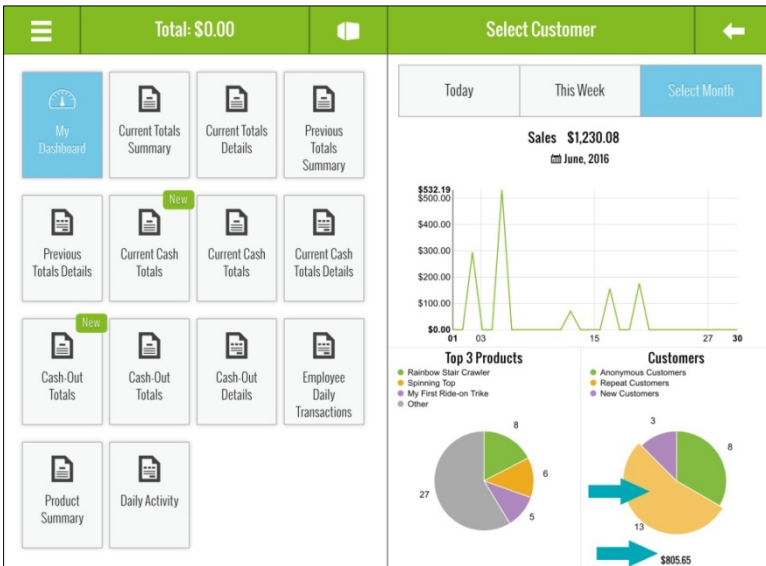 Total: $0.00
Select Customer
My
Dashboard
Current Totals
Summary
Current Totals
Details
Previous
Totals
Summary
New
Previous
Totals Details
Current Cash
Totals
Current Cash
Totals
Current Cash
Totals Details
New
Cash-Out
Totals
Cash-Out
Totals
Cash-Out
Details
Employee
Daily
Transactions
Product
Summary
Daily Activity
Today
This Week
Select Month
Sales $1,230.08
June, 2016
$532.19
$500.00
$400.00
$300.00
$200.00
$100.00
$0.00
01 03 15 27 30
Top 3 Products
Rainbow Stair Crawler
Spinning Top
My First Ride-on Trike
Other
8
6
5
27
Customers
Anonymous Customers
Repeat Customers
New Customers
3
8
13
$805.65